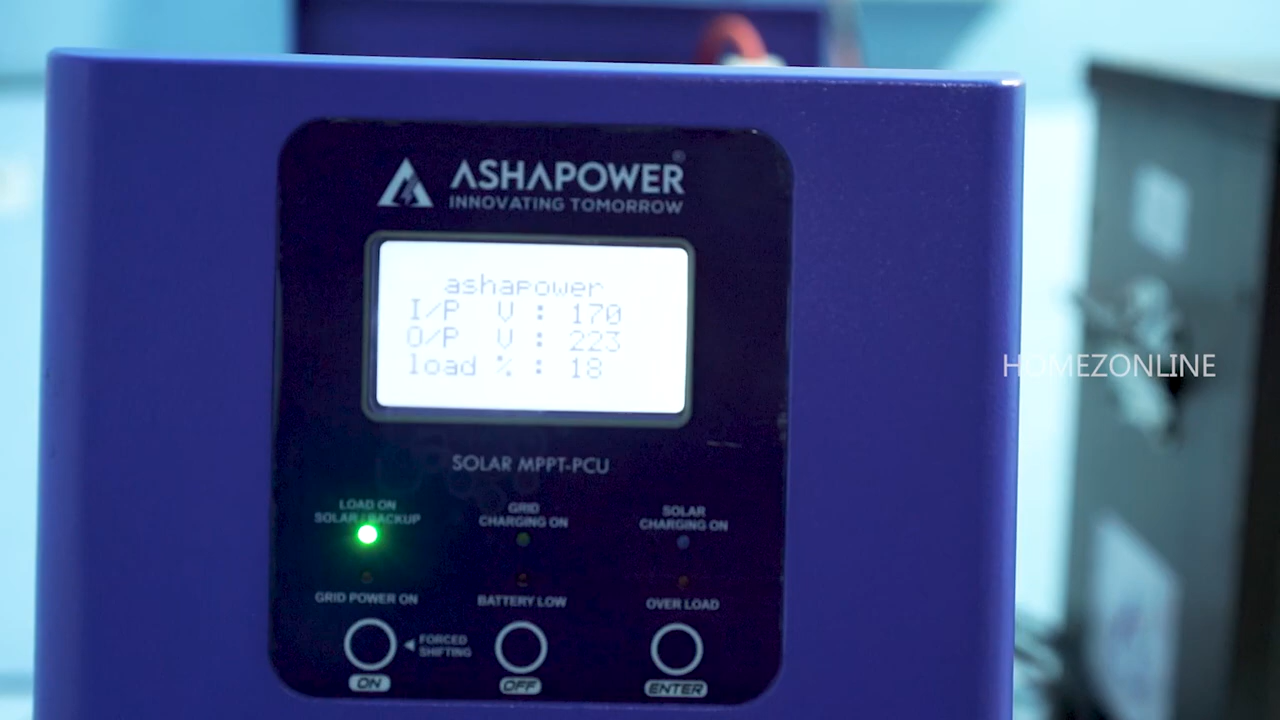 ASHAPOWER®
INNOVATING TOMORROW
ashapower
I/P V : 170
O/P V : 223
load % : 18
HOMEZONLINE
SOLAR MPPT-PCU
LOAD ON
SOLAR / BACKUP
GRID
CHARGING ON
SOLAR
CHARGING ON
GRID POWER ON
BATTERY LOW
OVER LOAD
FORCED
SHIFTING
ON
OFF
ENTER